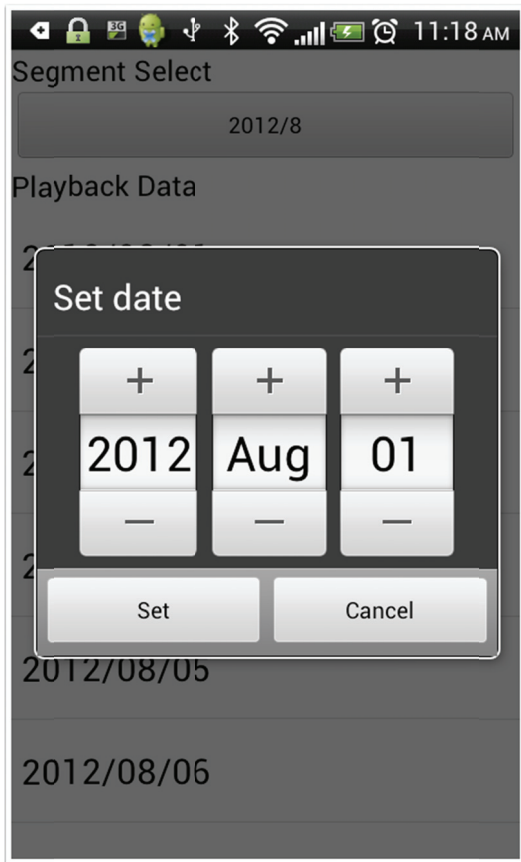 3G
11:18 AM
Segment Select
2012/8
Playback Data
Set date
+ + +
2012 Aug 01
— — —
Set Cancel
2012/08/05
2012/08/06